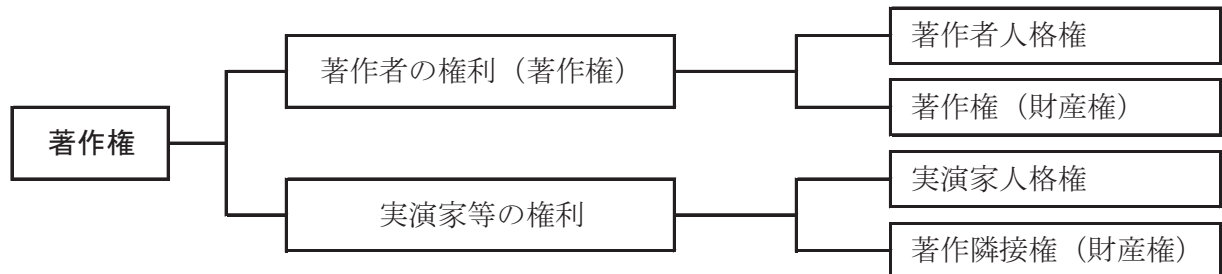 著作権
著作者の権利（著作権）
著作者人格権
著作権（財産権）
実演家等の権利
実演家人格権
著作隣接権（財産権）